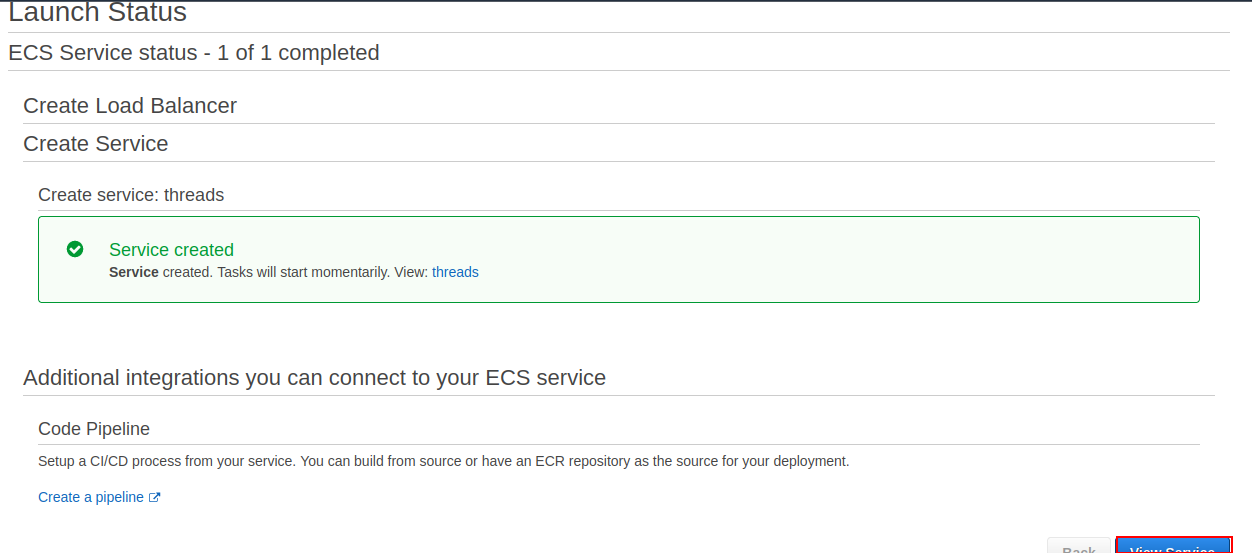 Launch Status
ECS Service status - 1 of 1 completed
Create Load Balancer
Create Service
Create service: threads
Service created
Service created. Tasks will start momentarily. View: threads
Additional integrations you can connect to your ECS service
Code Pipeline
Setup a CI/CD process from your service. You can build from source or have an ECR repository as the source for your deployment.
Create a pipeline
Back View Service